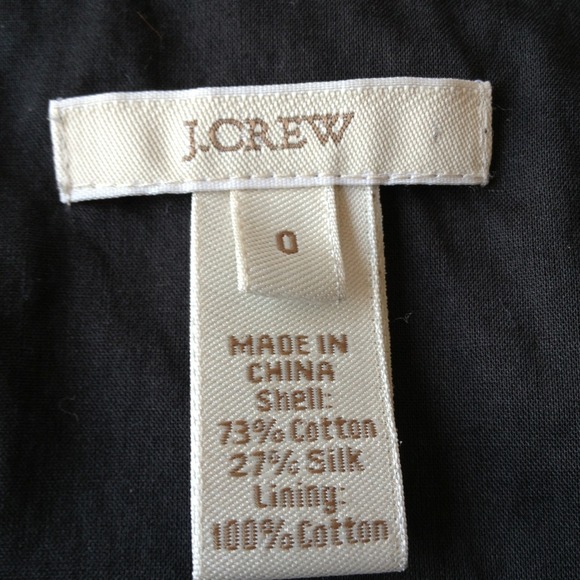 J.CREW
0
MADE IN
CHINA
Shell:
73% Cotton
27% Silk
Lining:
100% Cotton